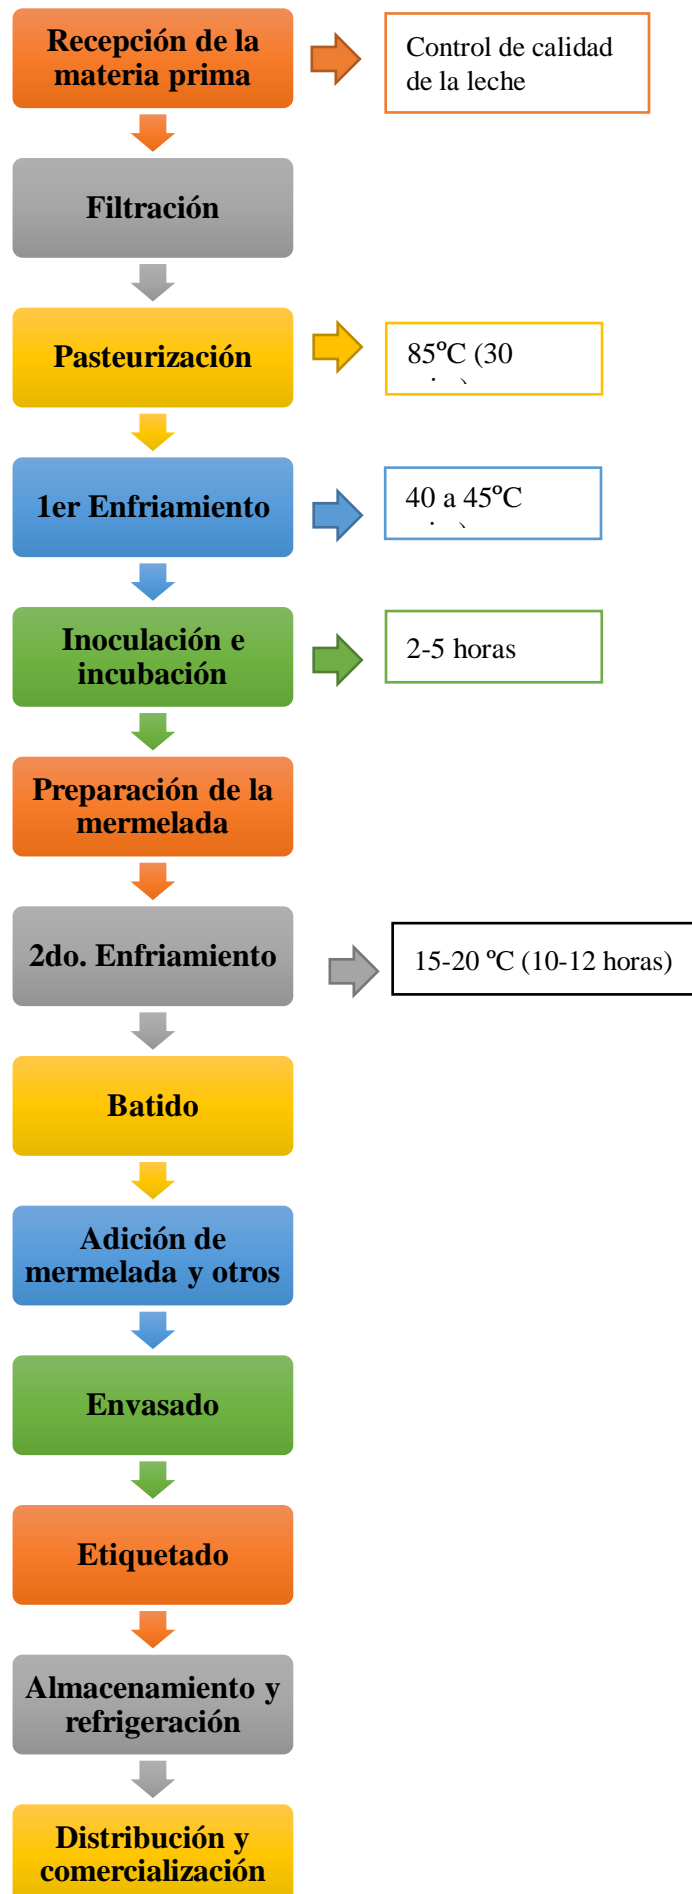 Recepción de la
materia prima
Control de calidad
de la leche
Filtración
Pasteurización
85ºC (30
1er Enfriamiento
40 a 45ºC
Inoculación e
incubación
2-5 horas
Preparación de la
mermelada
2do. Enfriamiento
15-20 ºC (10-12 horas)
Batido
Adición de
mermelada y otros
Envasado
Etiquetado
Almacenamiento y
refrigeración
Distribución y
comercialización